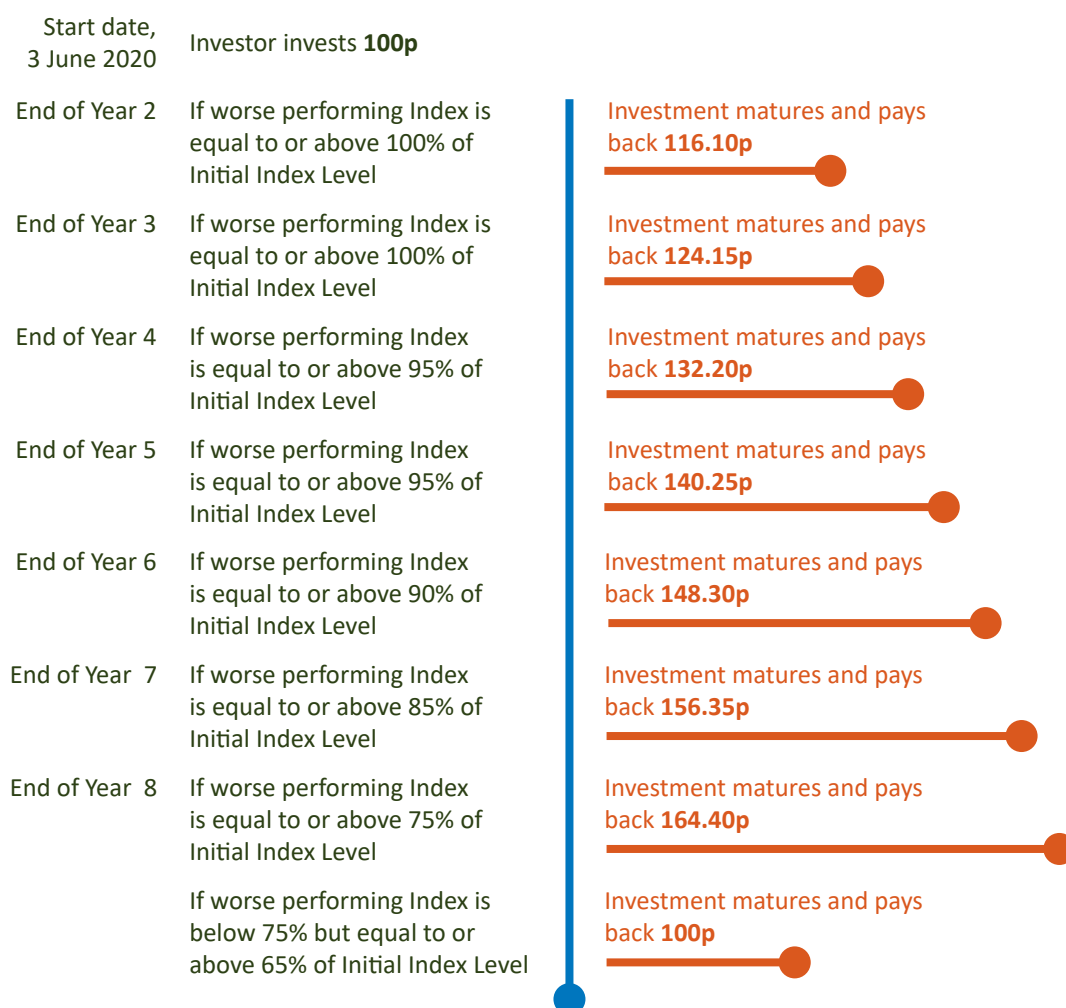 Start date,
3 June 2020
Investor invests 100p
End of Year 2
If worse performing Index is
equal to or above 100% of
Initial Index Level
Investment matures and pays
back 116.10p
End of Year 3
If worse performing Index is
equal to or above 100% of
Initial Index Level
Investment matures and pays
back 124.15p
End of Year 4
If worse performing Index
is equal to or above 95% of
Initial Index Level
Investment matures and pays
back 132.20p
End of Year 5
If worse performing Index
is equal to or above 95% of
Initial Index Level
Investment matures and pays
back 140.25p
End of Year 6
If worse performing Index
is equal to or above 90% of
Initial Index Level
Investment matures and pays
back 148.30p
End of Year 7
If worse performing Index
is equal to or above 85% of
Initial Index Level
Investment matures and pays
back 156.35p
End of Year 8
If worse performing Index
is equal to or above 75% of
Initial Index Level
Investment matures and pays
back 164.40p
If worse performing Index is
below 75% but equal to or
above 65% of Initial Index Level
Investment matures and pays
back 100p